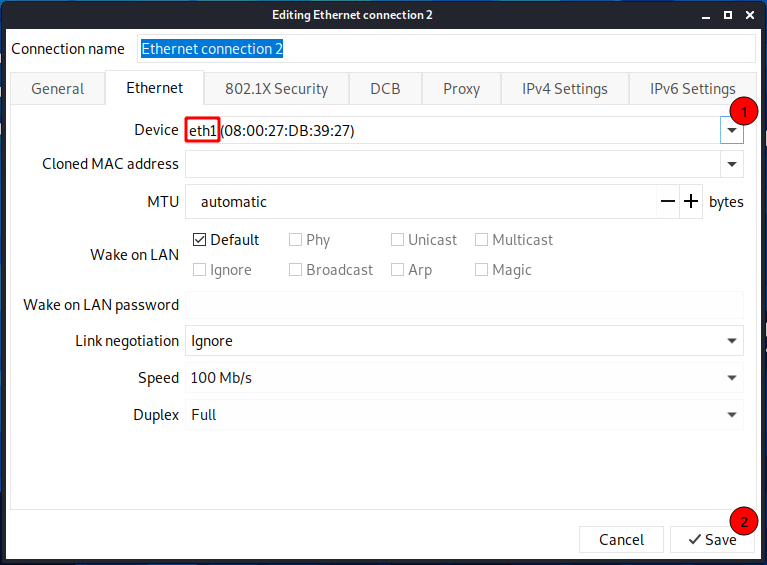 Editing Ethernet connection 2
Connection name Ethernet connection 2
General Ethernet 802.1X Security DCB Proxy IPv4 Settings IPv6 Settings
1
Device eth1 (08:00:27:DB:39:27)
Cloned MAC address
MTU automatic bytes
Wake on LAN
Default Phy Unicast Multicast
Ignore Broadcast Arp Magic
Wake on LAN password
Link negotiation Ignore
Speed 100 Mb/s
Duplex Full
2
Cancel Save